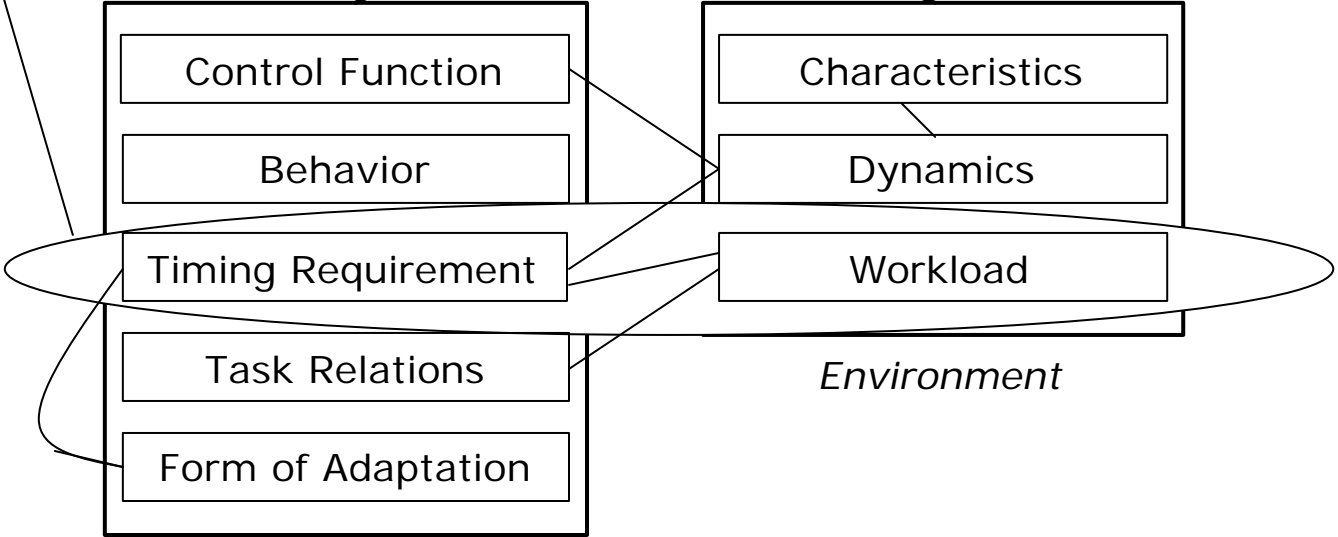 Control Function
Behavior
Timing Requirement
Task Relations
Form of Adaptation
Characteristics
Dynamics
Workload
Environment